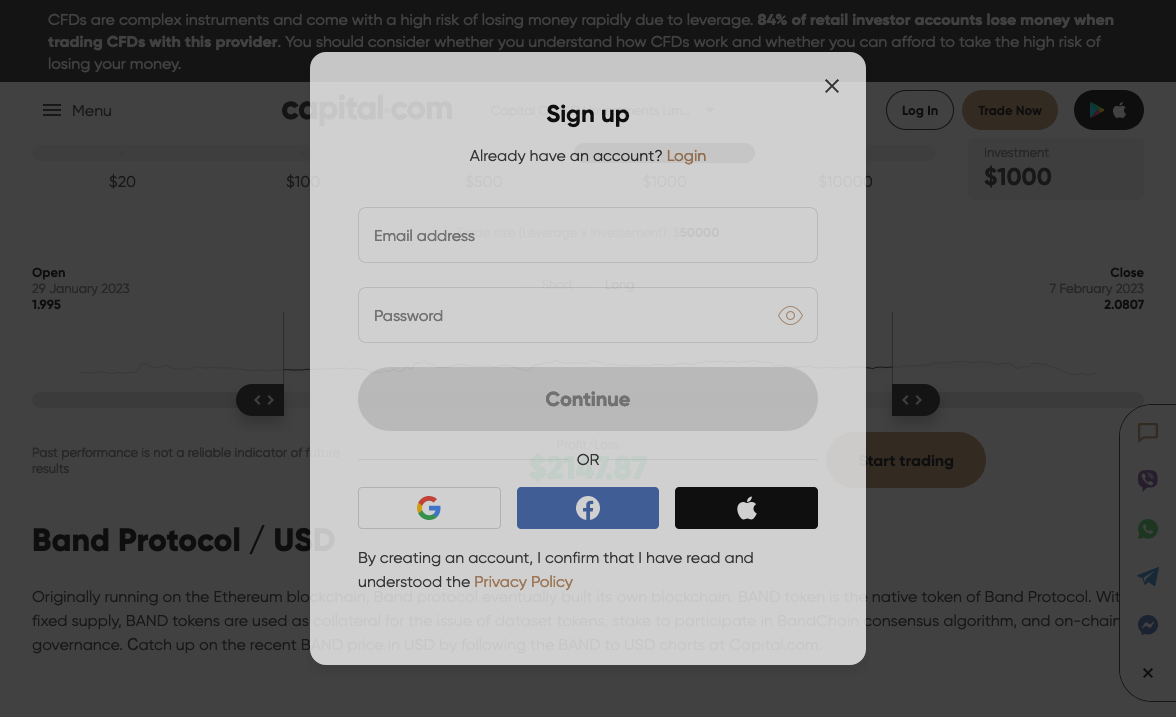 CFDs are complex instruments and come with a high risk of losing money rapidly due to leverage. 84% of retail investor accounts lose money when
trading CFDs with this provider. You should consider whether you understand how CFDs work and whether you can afford to take the high risk of
losing your money.
Menu
capital.com
Log In
Trade Now
Sign up
Already have an account? Login
Investment
$1000
$20
$100
$500
$1000
$10000
Email address
$50000
Open
29 January 2023
1.995
Short
Long
Close
7 February 2023
2.0807
Password
Continue
Past performance is not a reliable indicator of future
results
Profit/Loss
$2147.87
OR
Start trading
Band Protocol / USD
By creating an account, I confirm that I have read and
understood the Privacy Policy
Originally running on the Ethereum blockchain, Band protocol eventually built its own blockchain. BAND token is the native token of Band Protocol. Wit
fixed supply, BAND tokens are used as collateral for the issue of dataset tokens, stake to participate in BandChain consensus algorithm, and on-chain
governance. Catch up on the recent BAND price in USD by following the BAND to USD charts at Capital.com.